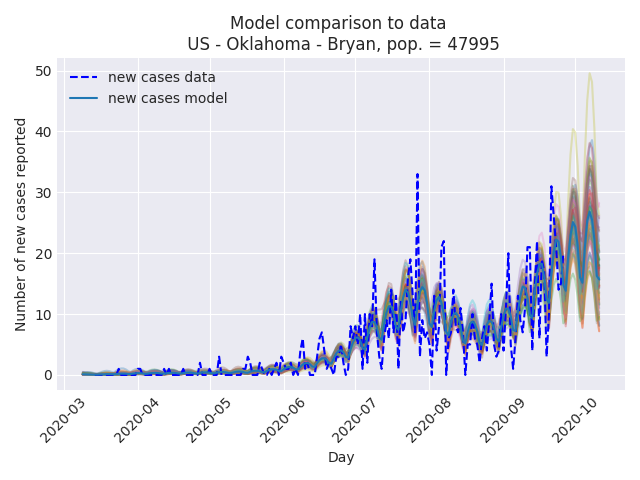 Model comparison to data
US - Oklahoma - Bryan, pop. = 47995
new cases data
new cases model
Number of new cases reported
50
40
30
20
10
0
2020-03
2020-04
2020-05
2020-06
2020-07
2020-08
2020-09
2020-10
Day